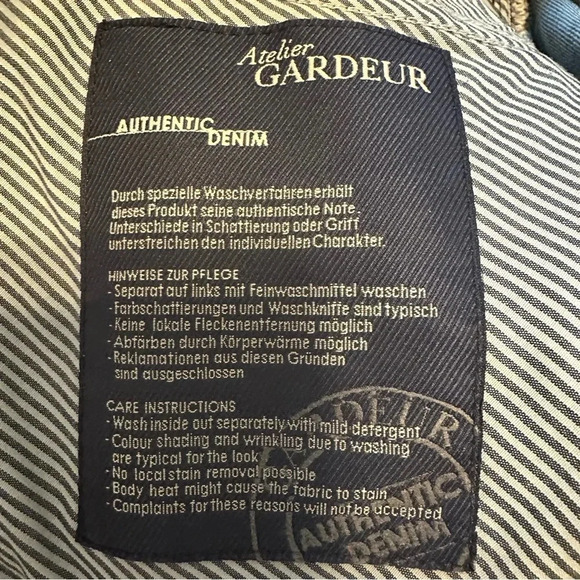 Atelier
GARDEUR
AUTHENTIC
DENIM
Durch spezielle Waschverfahren erhält
dieses Produkt seine authentische Note.
Unterschiede in Schattierung oder Griff
unterstreichen den individuellen Charakter.
HINWEISE ZUR PFLEGE
- Separat auf links mit Feinwaschmittel waschen
- Farbschattierungen und Waschkniffe sind typisch
- Keine lokale Fleckenentfernung möglich
- Abfärben durch Körperwärme möglich
- Reklamationen aus diesen Gründen
sind ausgeschlossen
CARE INSTRUCTIONS
- Wash inside out separately with mild detergent
- Colour shading and wrinkling due to washing
are typical for the look
- No local stain removal possible
- Body heat might cause the fabric to stain
- Complaints for these reasons will not be accepted
GARDEUR
AUTHENTIC
DENIM